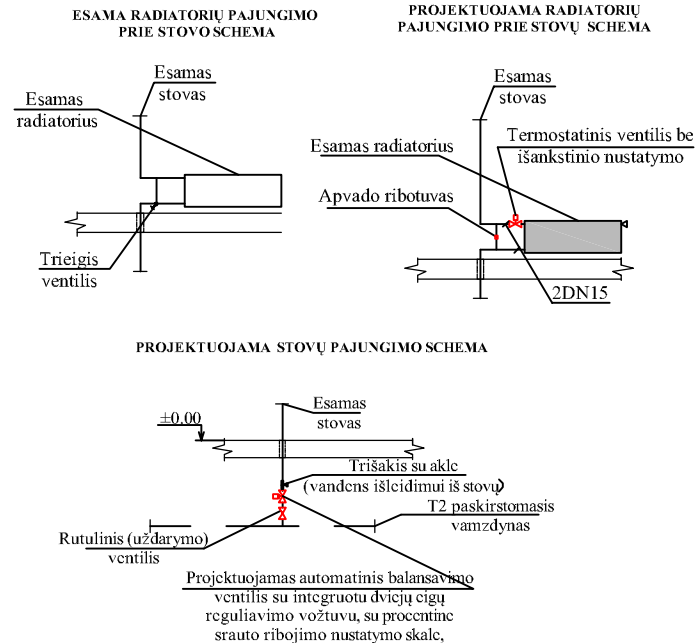 ESAMA RADIATORIŲ PAJUNGIMO
PRIE STOVO SCHEMA
Esamas
stovas
Esamas
radiatorius
Trieigis
ventilis
PROJEKTUOJAMA RADIATORIŲ
PAJUNGIMO PRIE STOVŲ SCHEMA
Esamas
stovas
Termostatinis ventilis be
išankstinio nustatymo
Esamas radiatorius
Apvado ribotuvas
2DN15
PROJEKTUOJAMA STOVŲ PAJUNGIMO SCHEMA
±0.00
Esamas
stovas
Trišakis su akle
(vandens išleidimui iš stovų)
T2 paskirstomasis
vamzdynas
Rutulinis (uždarymo)
ventilis
Projektuojamas automatinis balansavimo
ventilis su integruotu dviejų eigų
reguliavimo vožtuvu, su procentine
srauto ribojimo nustatymo skale,